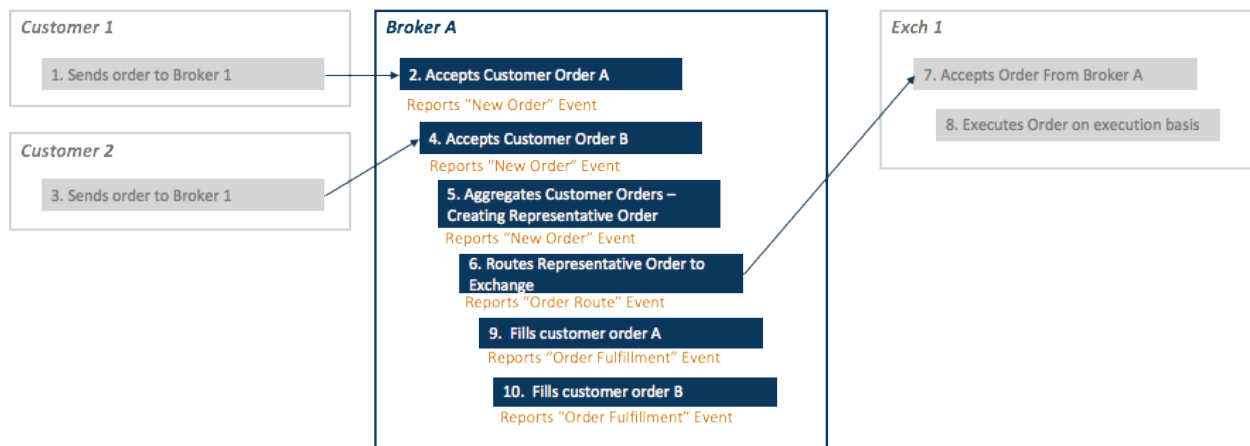 Customer 1
1. Sends order to Broker 1
Customer 2
3. Sends order to Broker 1
Broker A
2. Accepts Customer Order A
Reports "New Order" Event
4. Accepts Customer Order B
Reports "New Order" Event
5. Aggregates Customer Orders –
Creating Representative Order
Reports "New Order" Event
6. Routes Representative Order to
Exchange
Reports "Order Route" Event
9. Fills customer order A
Reports "Order Fulfillment" Event
10. Fills customer order B
Reports "Order Fulfillment" Event
Exch 1
7. Accepts Order From Broker A
8. Executes Order on execution basis